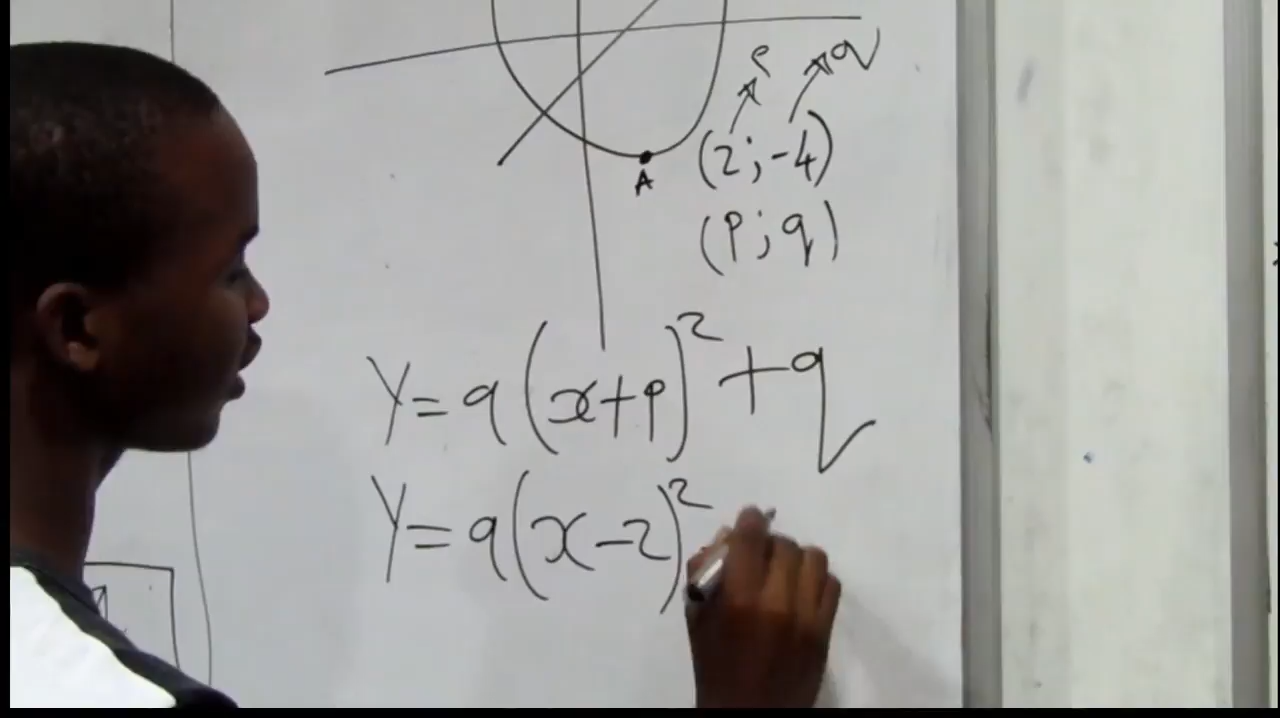 p q
(2;-4)
A
(p;q)
y=a(x+p)²+q
y=a(x-2)²